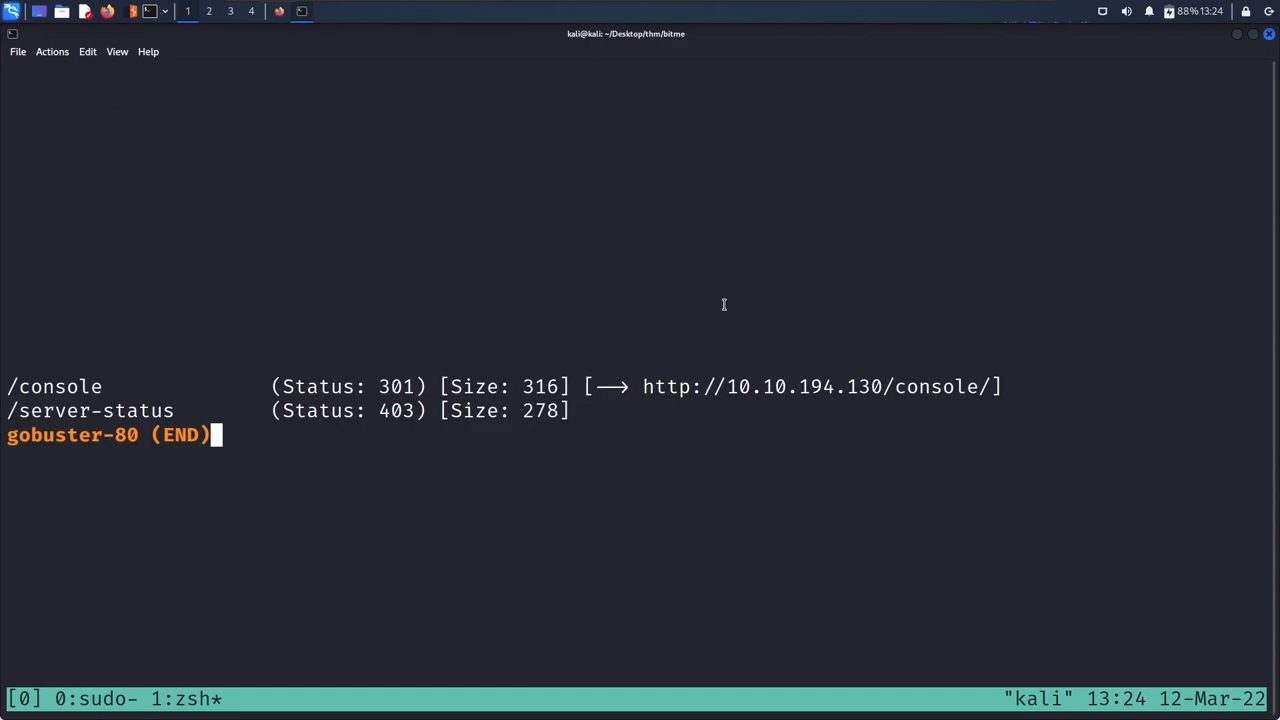 1 2 3 4
88% 13:24
kali@kali: ~/Desktop/thm/bitme
File Actions Edit View Help
/console (Status: 301) [Size: 316] [--> http://10.10.194.130/console/]
/server-status (Status: 403) [Size: 278]
gobuster-80 (END)
[0] 0:sudo- 1:zsh* "kali" 13:24 12-Mar-22